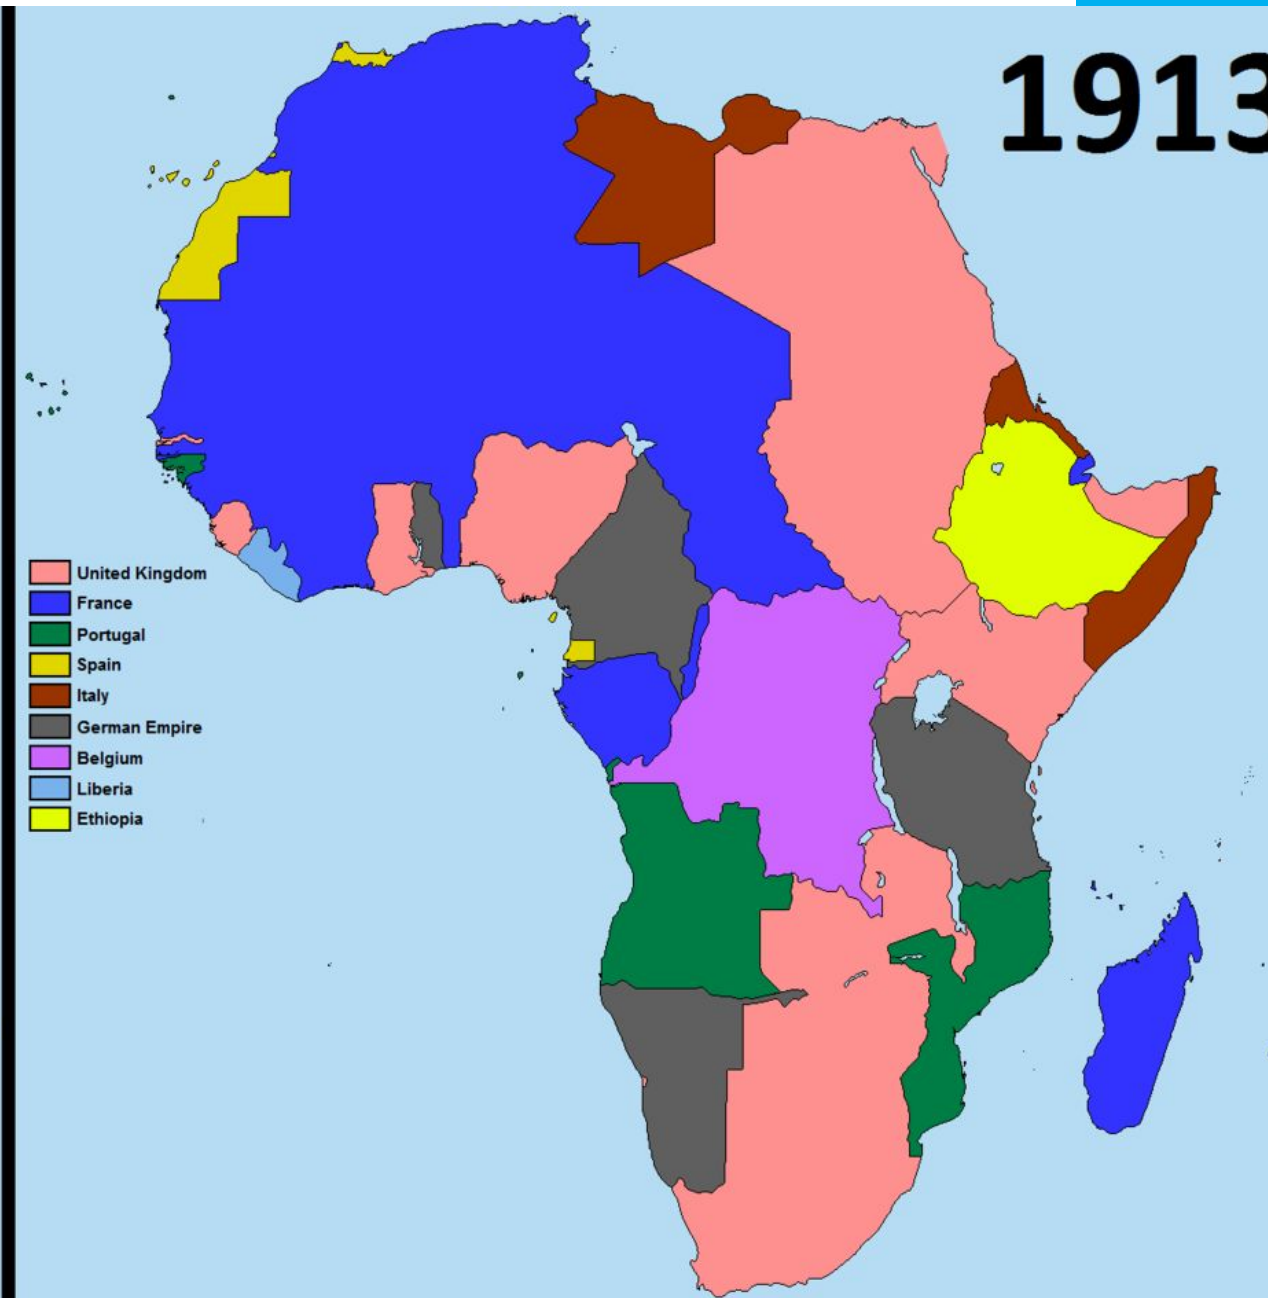 1913
United Kingdom
France
Portugal
Spain
Italy
German Empire
Belgium
Liberia
Ethiopia